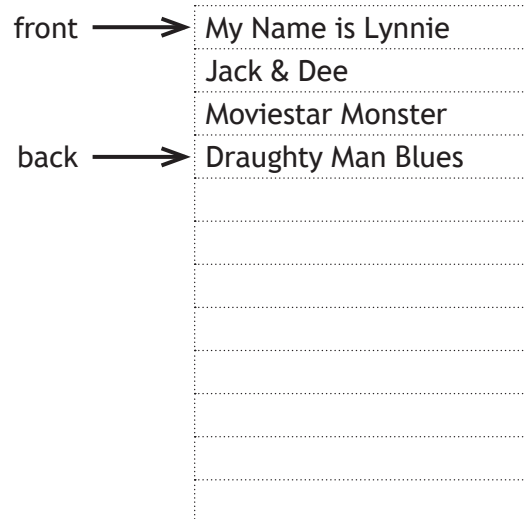 front My Name is Lynnie
Jack & Dee
Moviestar Monster
back Draughty Man Blues